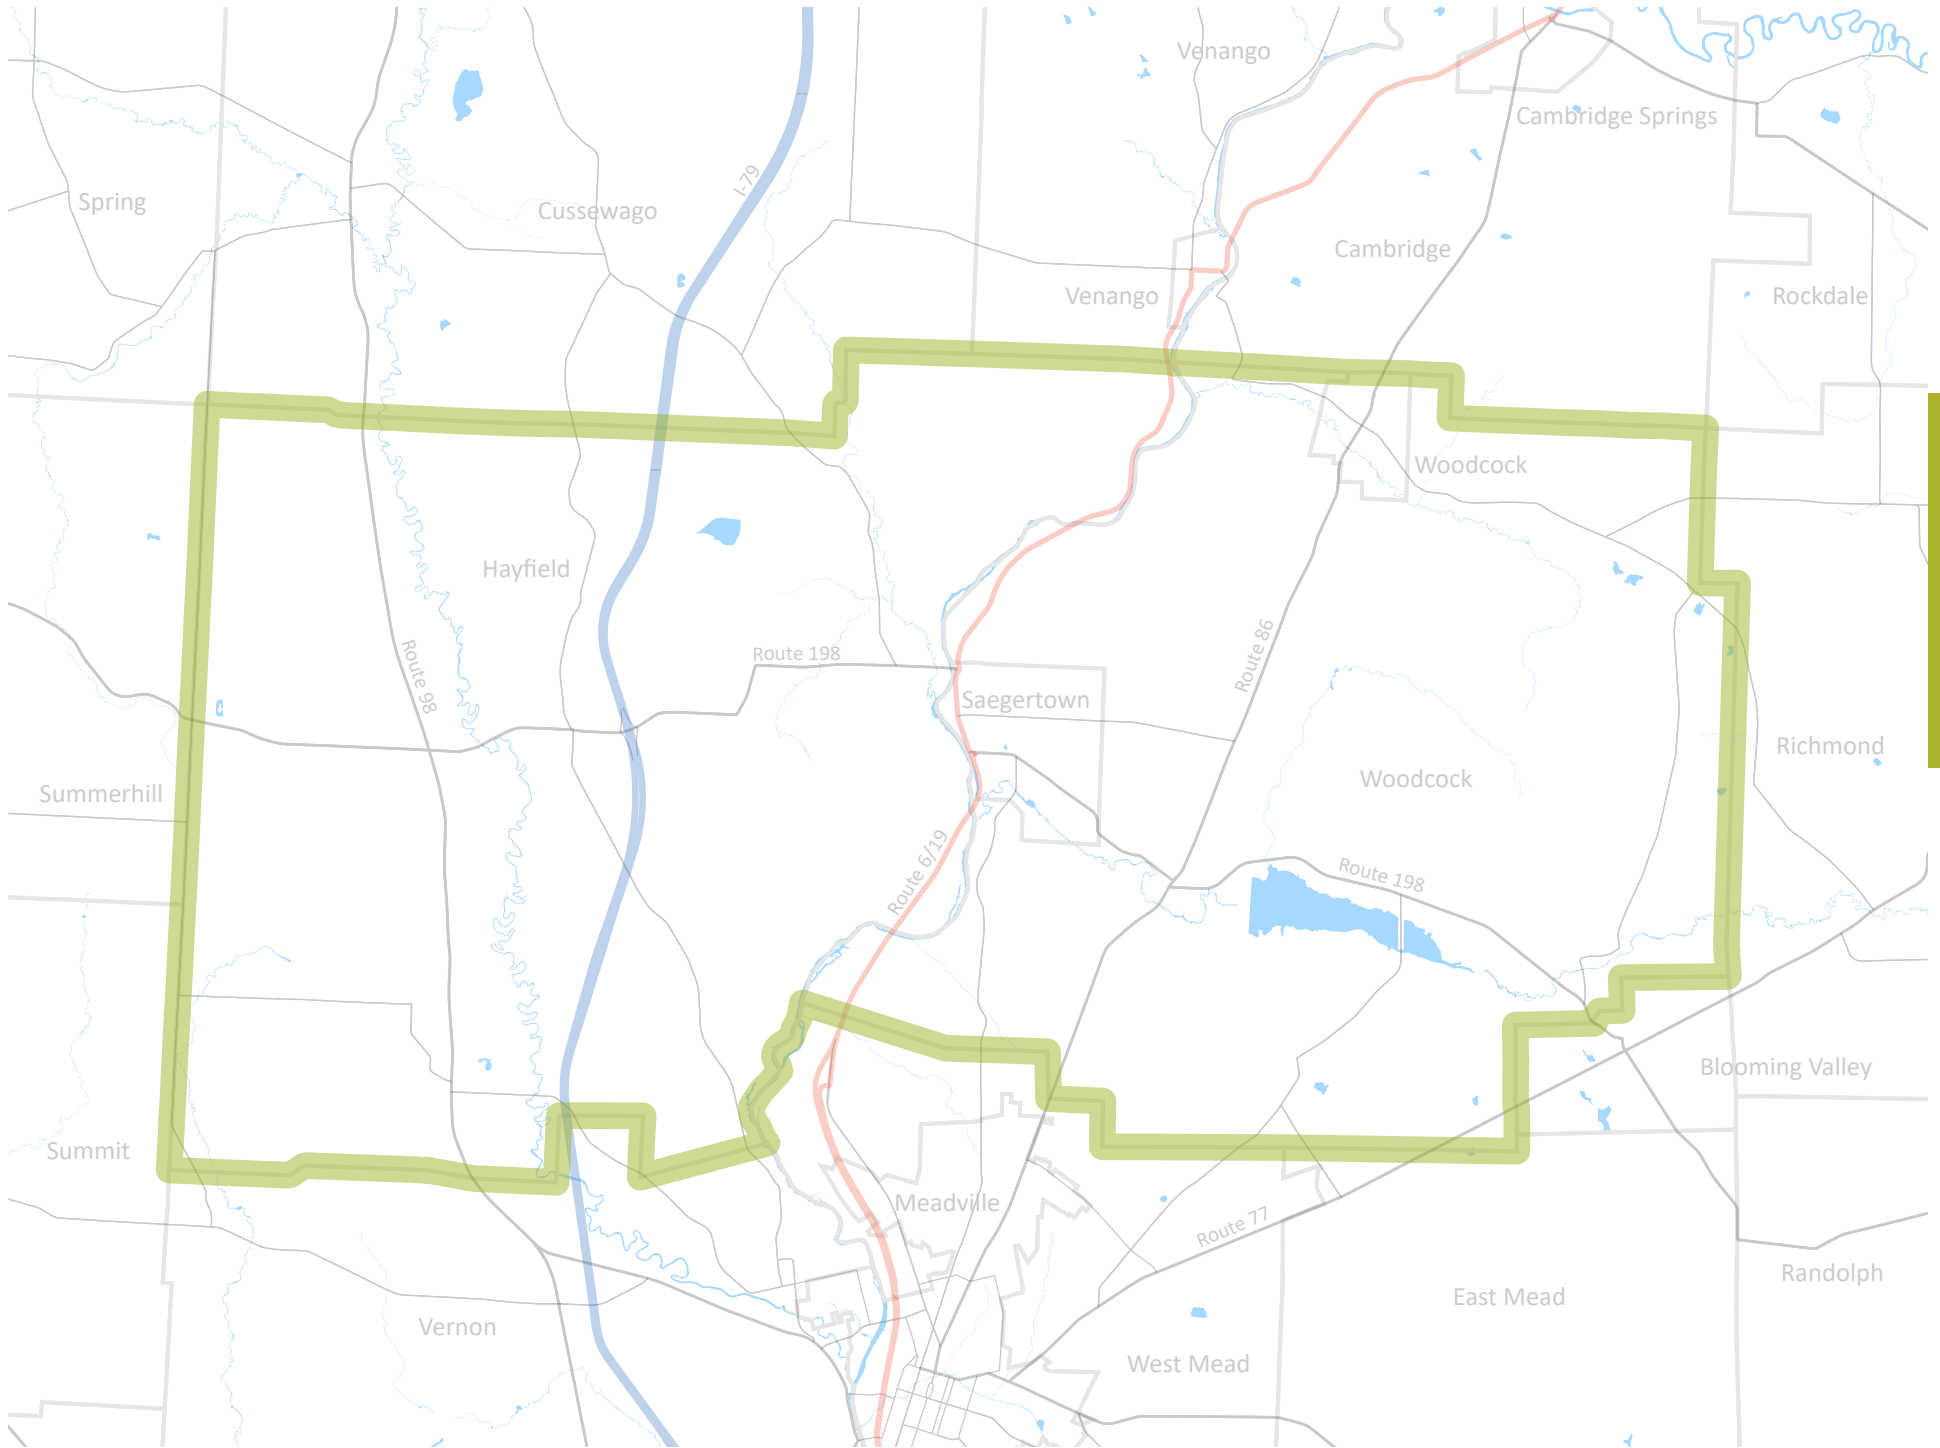 Venango
Cambridge Springs
Spring
I-79
Cussewago
Cambridge
Venango
Rockdale
Woodcock
Hayfield
Route 98
Route 198
Route 86
Saegertown
Richmond
Woodcock
Summerhill
Route 6/19
Route 198
Blooming Valley
Summit
Meadville
Route 77
Randolph
East Mead
Vernon
West Mead